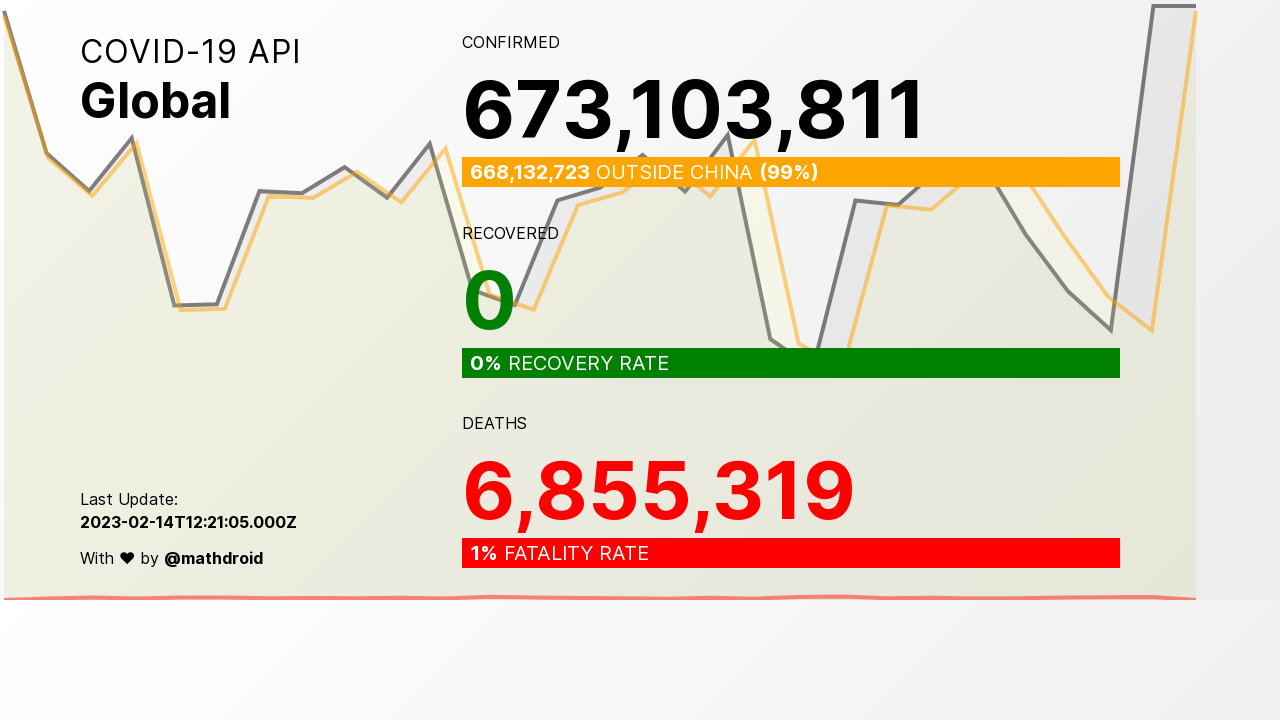 COVID-19 API
Global
CONFIRMED
673,103,811
668,132,723 OUTSIDE CHINA (99%)
RECOVERED
0
0% RECOVERY RATE
DEATHS
6,855,319
1% FATALITY RATE
Last Update:
2023-02-14T12:21:05.000Z
With ♥ by @mathdroid